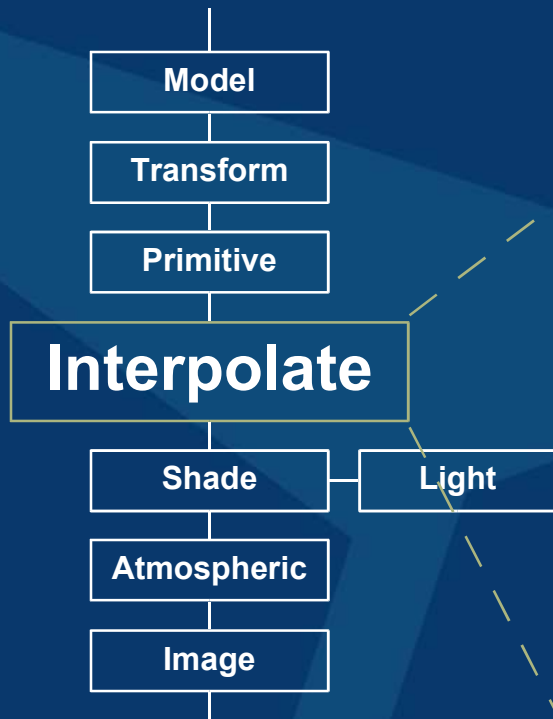 Model
Transform
Primitive
Interpolate
Shade
Light
Atmospheric
Image